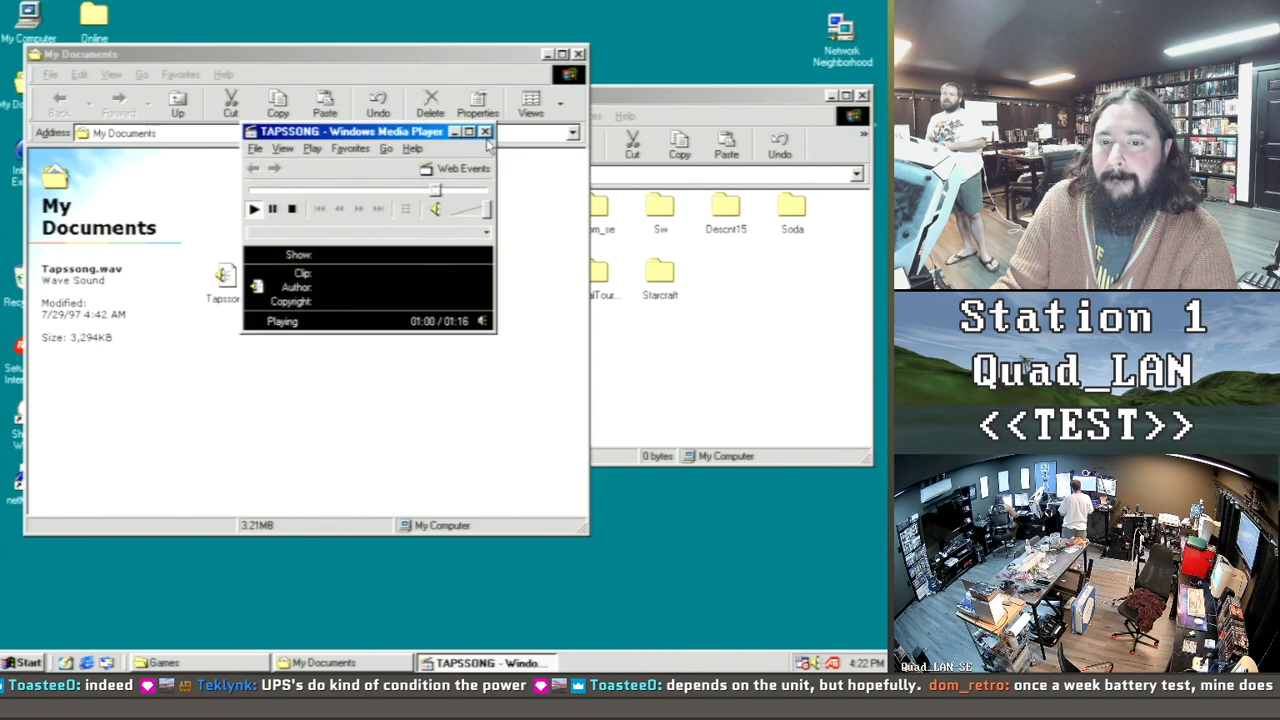 My Computer
Online
Network
Neighborhood
My Documents
File Edit View Go Favorites Help
Back Forward Up Cut Copy Paste Undo Delete Properties Views
Address My Documents
TAPSSONG - Windows Media Player
File View Play Favorites Go Help
Web Events
Show:
Clip:
Author:
Copyright:
Playing 01:00 / 01:16
My
Documents
Tapssong.wav
Wave Sound
Modified:
7/29/97 4:42 AM
Size: 3,294KB
3.21MB My Computer
Help
Cut Copy Paste Undo
Sw Descnt15 Soda
Starcraft
0 bytes My Computer
Start Games My Documents TAPSSONG - Windo... 4:22 PM
Station 1
Quad_LAN
<<TEST>>
Quad_LAN-SE
ToasteeO: indeed Teklynk: UPS's do kind of condition the power ToasteeO: depends on the unit, but hopefully. dom_retro: once a week battery test, mine does